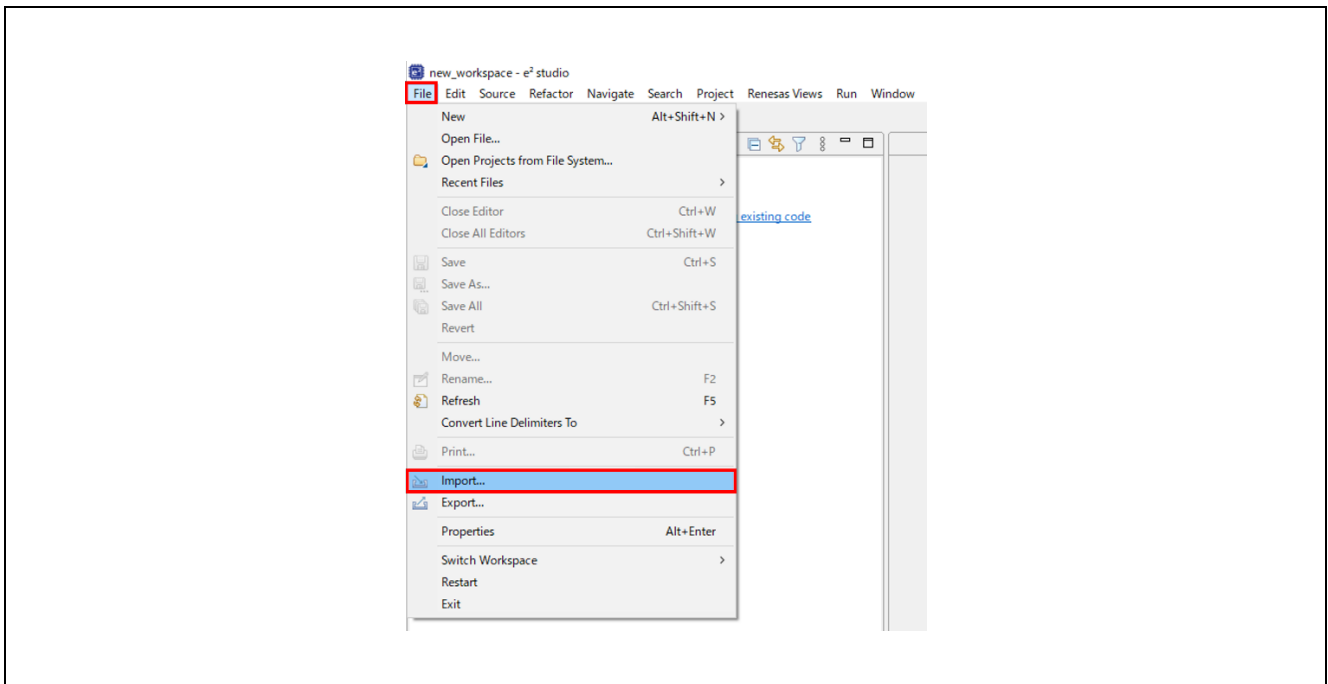 new_workspace - e² studio
File Edit Source Refactor Navigate Search Project Renesas Views Run Window
New Alt+Shift+N >
Open File...
Open Projects from File System...
Recent Files >
existing code
Close Editor Ctrl+W
Close All Editors Ctrl+Shift+W
Save Ctrl+S
Save As...
Save All Ctrl+Shift+S
Revert
Move...
Rename... F2
Refresh F5
Convert Line Delimiters To >
Print... Ctrl+P
Import...
Export...
Properties Alt+Enter
Switch Workspace >
Restart
Exit